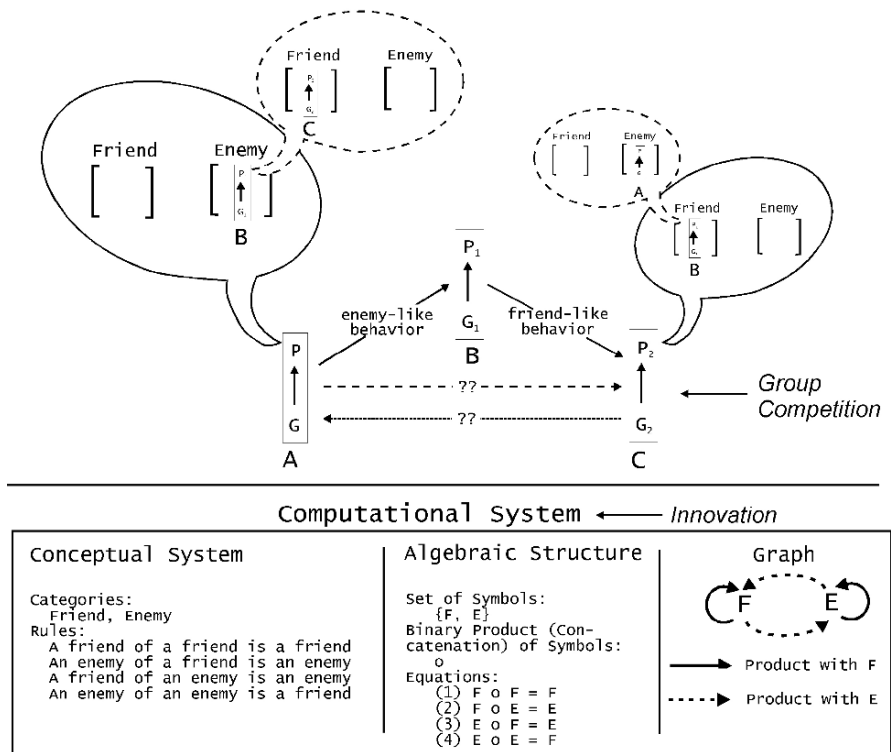 Friend Enemy
P₂
G₂
C
Friend Enemy
P
G₂
B
Friend Enemy
A
Friend Enemy
B
P₁
G₁
B
enemy-like
behavior
friend-like
behavior
P
G
A
P₂
G₂
C
??
??
Group
Competition
Computational System
Innovation
Conceptual System
Categories:
Friend, Enemy
Rules:
A friend of a friend is a friend
An enemy of a friend is an enemy
A friend of an enemy is an enemy
An enemy of an enemy is a friend
Algebraic Structure
Set of Symbols:
{F, E}
Binary Product (Con-
catenation) of Symbols:
o
Equations:
(1) F o F = F
(2) F o E = E
(3) E o F = E
(4) E o E = F
Graph
F E
Product with F
Product with E